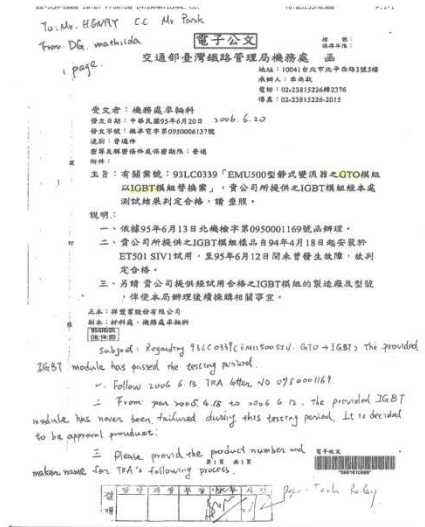 To: Mr. HENRY C.C Mr Park
From: DG, mathilda
1 page.
電子公文
檔 號：
保存年限：
交通部臺灣鐵路管理局機務處 函
地址：10041台北市北平西路3號5樓
電話：02-23815226轉2376
傳真：02-23815226-2015
受文者：機務處車輛科
發文日期：中華民國95年6月20日 2006.6.20
發文字號：機車電字第0950006137號
速別：普通
密等及解密條件或保密期限：普通
附件：
主旨：有關案號：93LC0339「EMU500型靜式變流器之GTO模組
以IGBT模組替換案」，貴公司所提供之IGBT模組經本處
測試結果判定合格，請 查照。
說明：
一、依據95年6月13日北機檢字第0950001169號函辦理。
二、貴公司所提供之IGBT模組樣品自94年4月18日起安裝於
ET501 SIV1試用，至95年6月12日間未曾發生故障，故判
定合格。
三、另請 貴公司提供經試用合格之IGBT模組的製造廠及型號
，俾便本局辦理後續採購相關事宜。
正本：祥豐業股份有限公司
副本：材料處、機務處車輛科
Subject: Regarding 93LC0339 (EMU500 SIV. GTO → IGBT), The provided
IGBT module has passed the testing period.
一. Follow 2006 6.13. TRA letter NO 0950001169
二 From year 2005.4.18 to 2006 6.12. The provided IGBT
module has never been failured during this testing period. It is decided
to be approval prouduct.
三 Please provid the product number and
maker name for TRA's following process.
第1頁 共1頁
電子收文